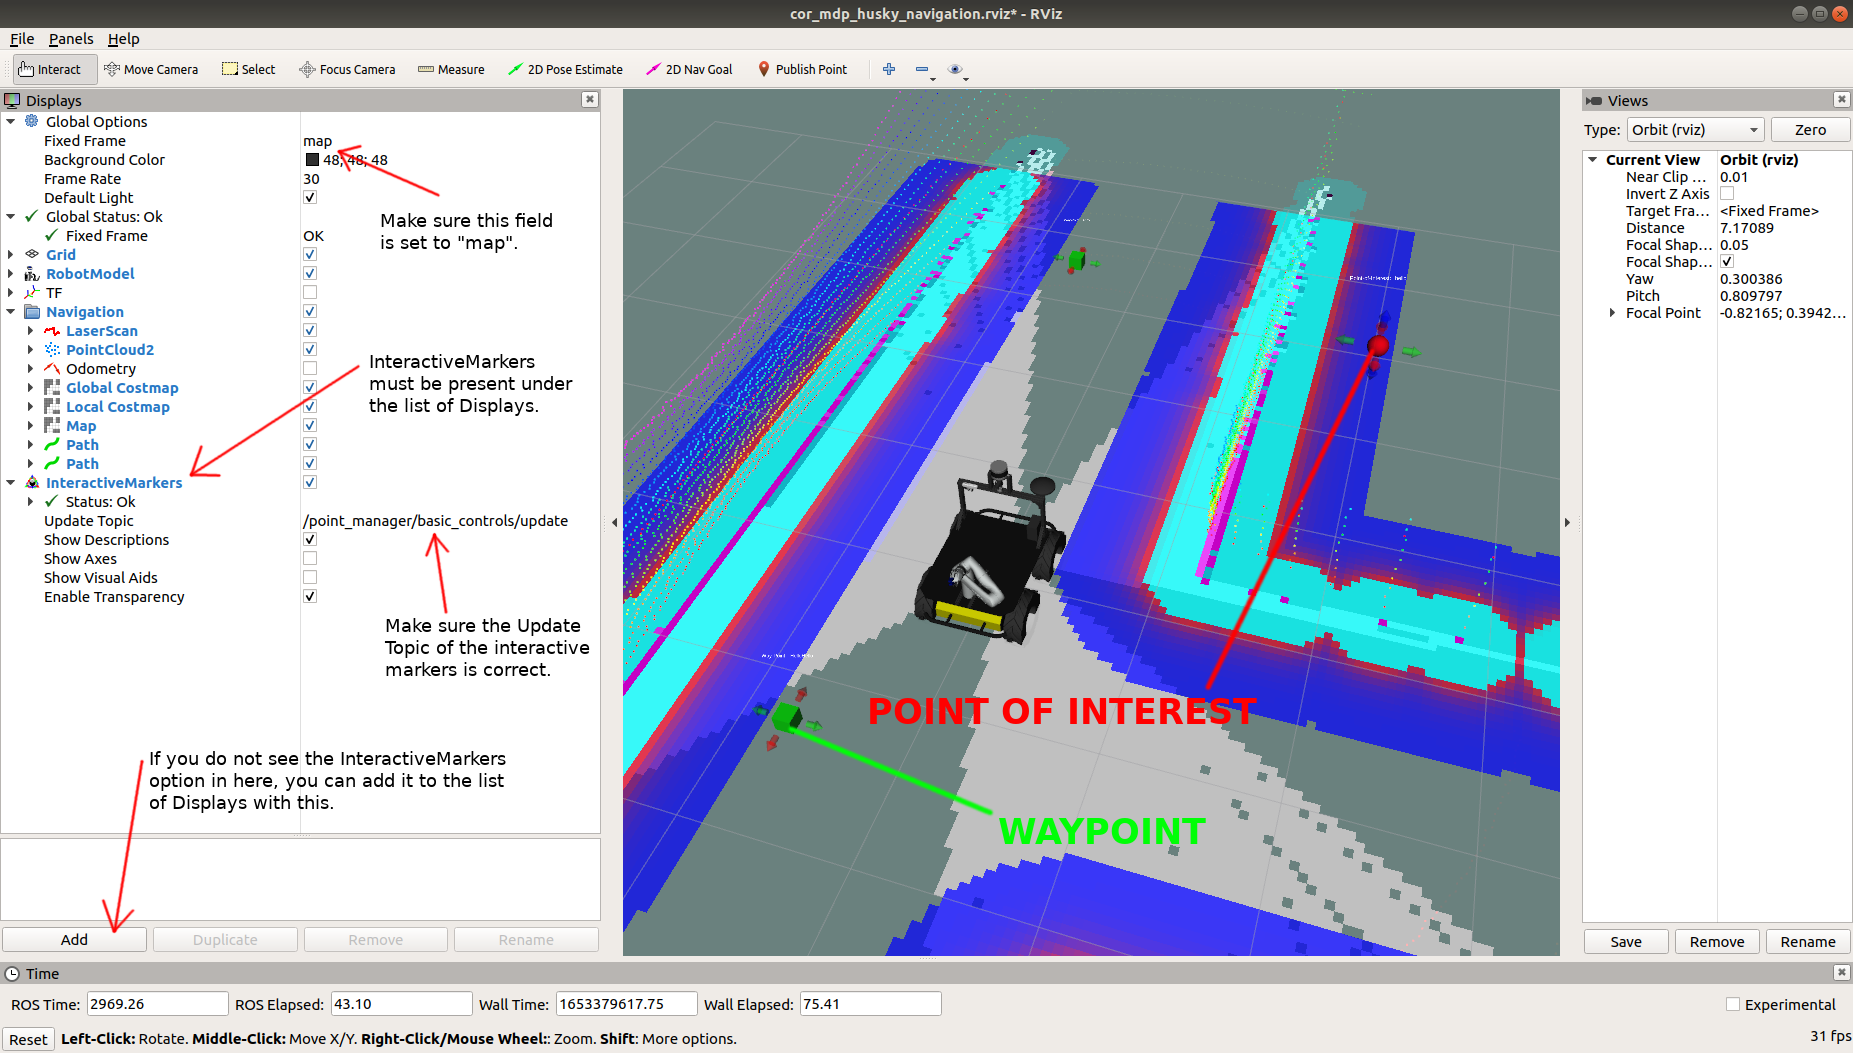 cor_mdp_husky_navigation.rviz* - RViz
File Panels Help
Interact Move Camera Select Focus Camera Measure 2D Pose Estimate 2D Nav Goal Publish Point
Displays
Global Options
Fixed Frame map
Background Color 48; 48; 48
Frame Rate 30
Default Light
Global Status: Ok
Fixed Frame OK
Grid
RobotModel
TF
Navigation
LaserScan
PointCloud2
Odometry
Global Costmap
Local Costmap
Map
Path
Path
InteractiveMarkers
Status: Ok
Update Topic /point_manager/basic_controls/update
Show Descriptions
Show Axes
Show Visual Aids
Enable Transparency
Make sure this field
is set to "map".
InteractiveMarkers
must be present under
the list of Displays.
Make sure the Update
Topic of the interactive
markers is correct.
If you do not see the InteractiveMarkers
option in here, you can add it to the list
of Displays with this.
Add Duplicate Remove Rename
POINT OF INTEREST
WAYPOINT
Views
Type: Orbit (rviz) Zero
Current View Orbit (rviz)
Near Clip ... 0.01
Invert Z Axis
Target Fra... <Fixed Frame>
Distance 7.17089
Focal Shap... 0.05
Focal Shap...
Yaw 0.300386
Pitch 0.809797
Focal Point -0.82165; 0.3942...
Save Remove Rename
Time
ROS Time: 2969.26 ROS Elapsed: 43.10 Wall Time: 1653379617.75 Wall Elapsed: 75.41 Experimental
Reset Left-Click: Rotate. Middle-Click: Move X/Y. Right-Click/Mouse Wheel:: Zoom. Shift: More options. 31 fps